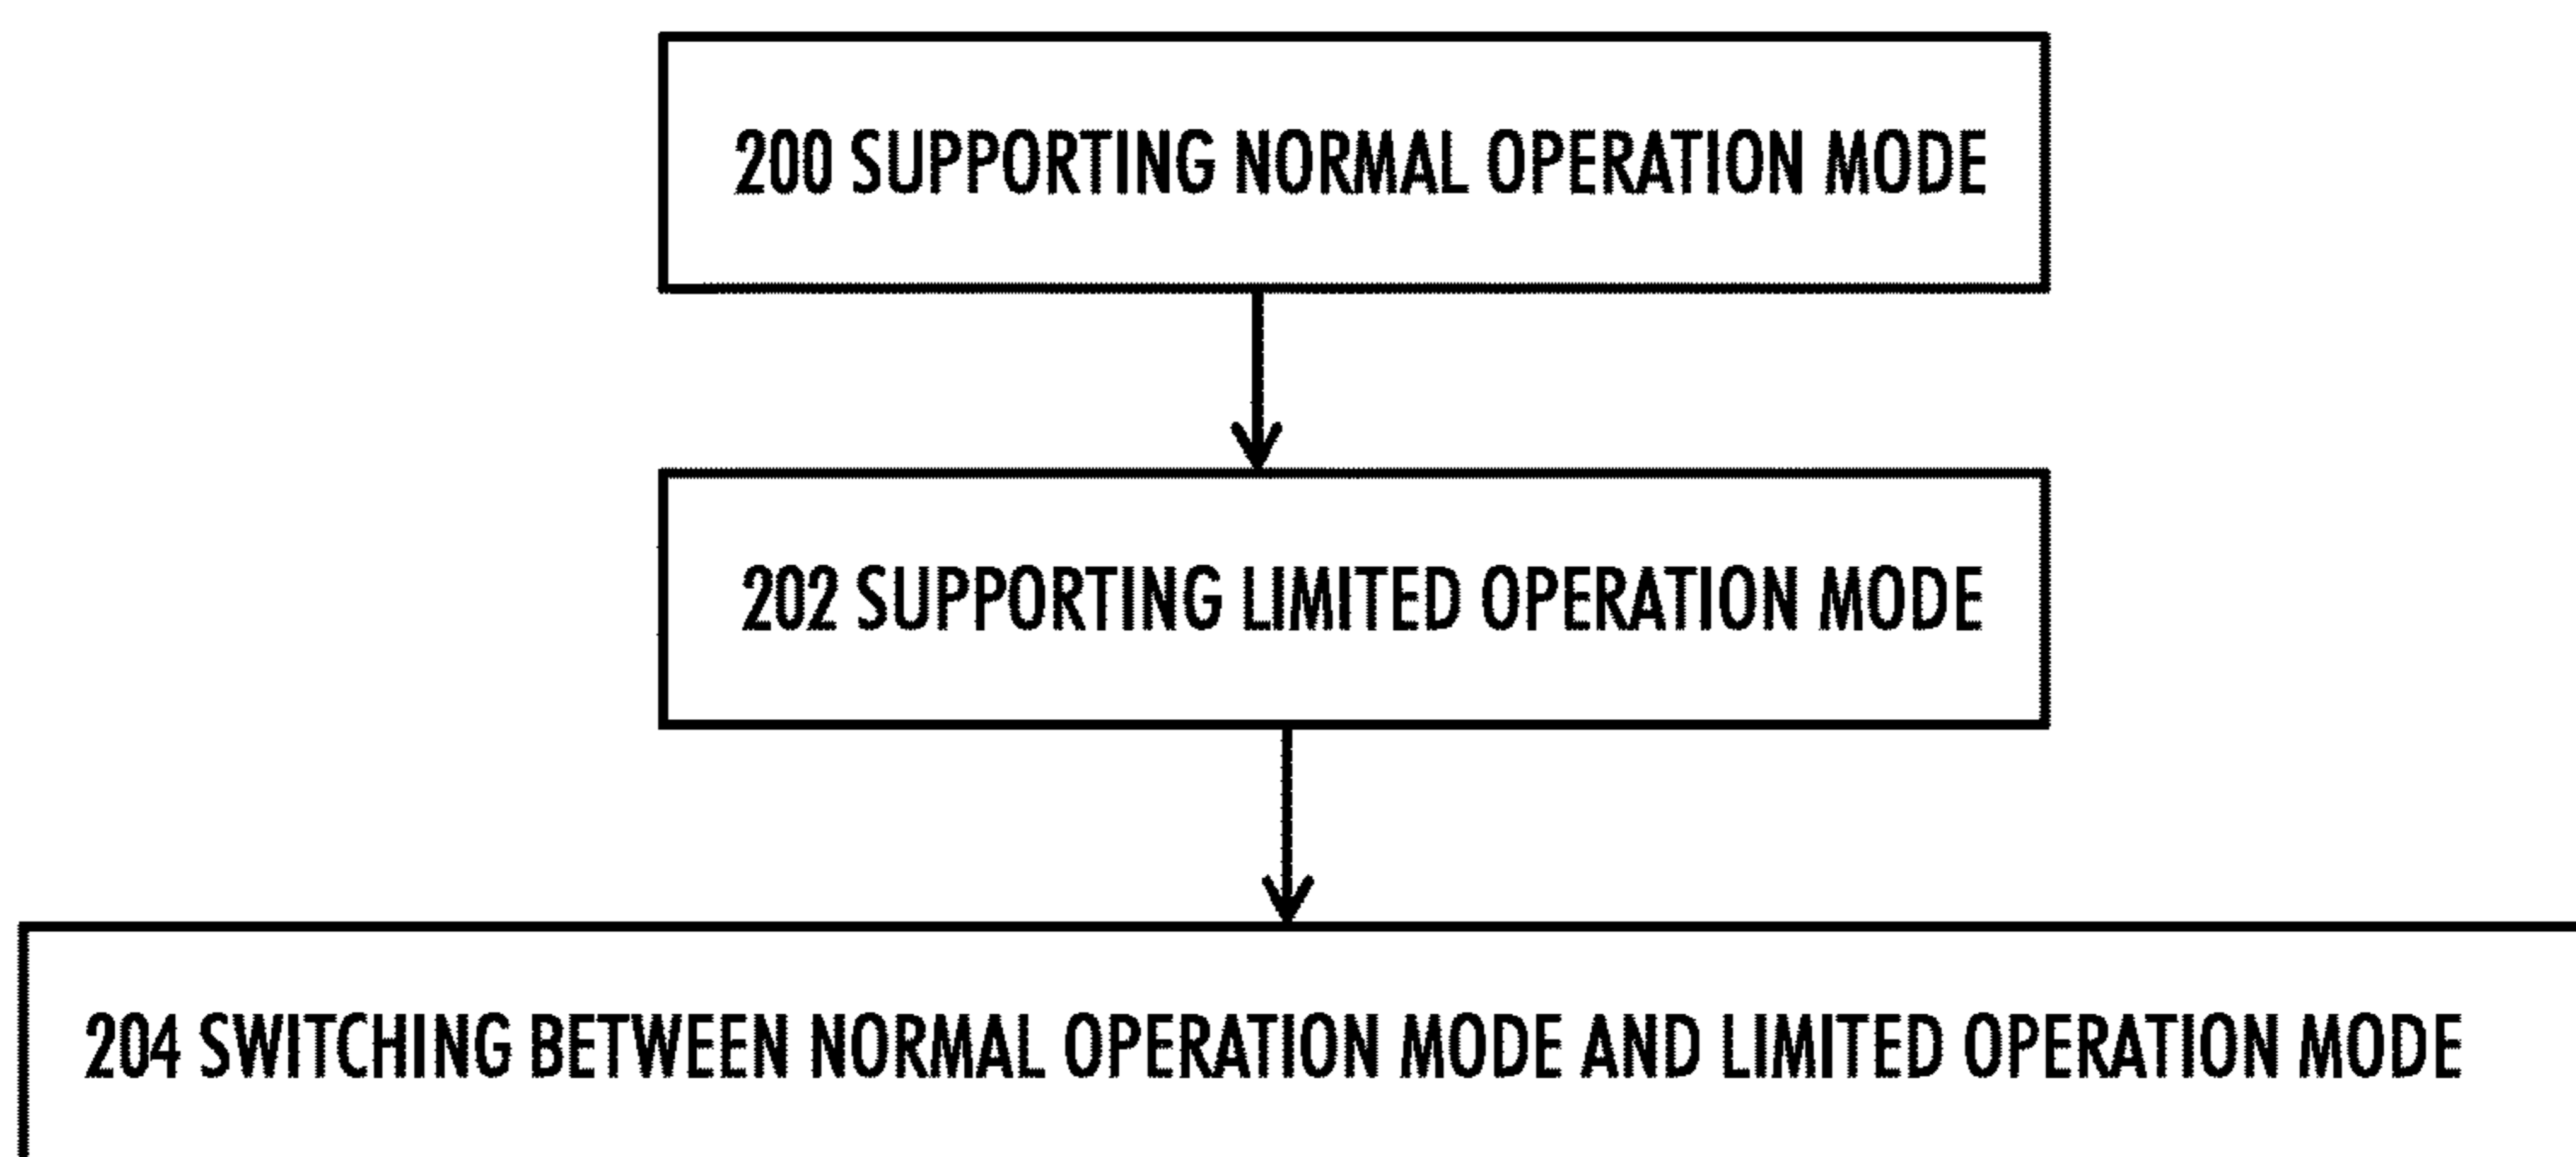 200 SUPPORTING NORMAL OPERATION MODE
202 SUPPORTING LIMITED OPERATION MODE
204 SWITCHING BETWEEN NORMAL OPERATION MODE AND LIMITED OPERATION MODE